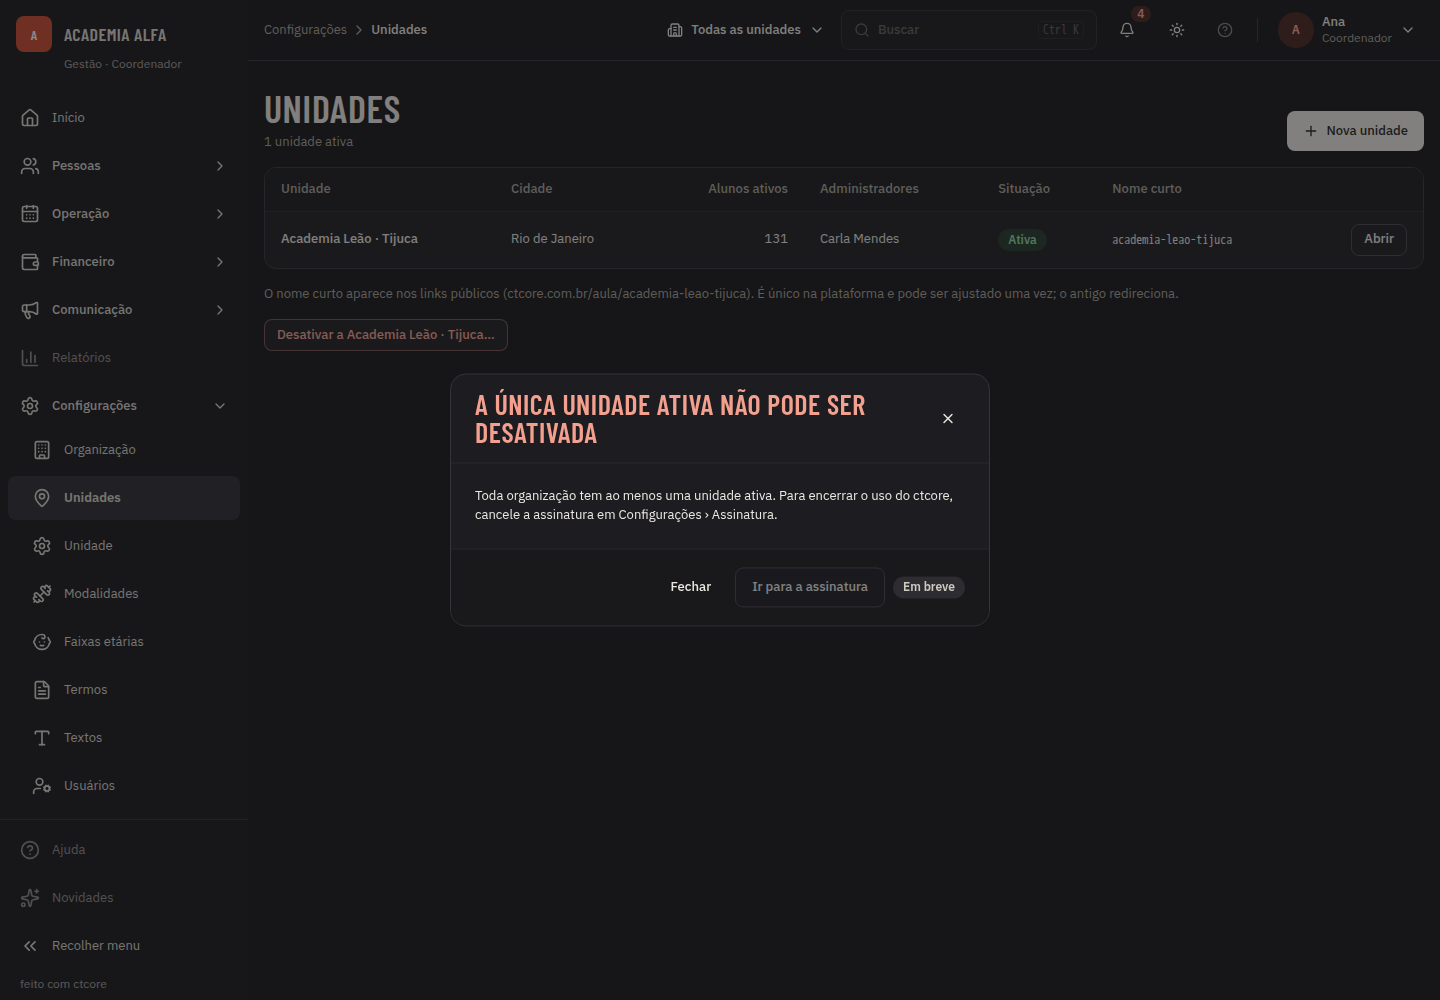 A
ACADEMIA ALFA
Gestão · Coordenador
Início
Pessoas
Operação
Financeiro
Comunicação
Relatórios
Configurações
Organização
Unidades
Unidade
Modalidades
Faixas etárias
Termos
Textos
Usuários
Ajuda
Novidades
Recolher menu
feito com ctcore
Configurações > Unidades
Todas as unidades
Buscar
Ctrl K
4
A
Ana
Coordenador
UNIDADES
1 unidade ativa
+ Nova unidade
Unidade Cidade Alunos ativos Administradores Situação Nome curto
Academia Leão · Tijuca Rio de Janeiro 131 Carla Mendes Ativa academia-leao-tijuca Abrir
O nome curto aparece nos links públicos (ctcore.com.br/aula/academia-leao-tijuca). É único na plataforma e pode ser ajustado uma vez; o antigo redireciona.
Desativar a Academia Leão · Tijuca...
A ÚNICA UNIDADE ATIVA NÃO PODE SER
DESATIVADA
Toda organização tem ao menos uma unidade ativa. Para encerrar o uso do ctcore,
cancele a assinatura em Configurações › Assinatura.
Fechar
Ir para a assinatura
Em breve